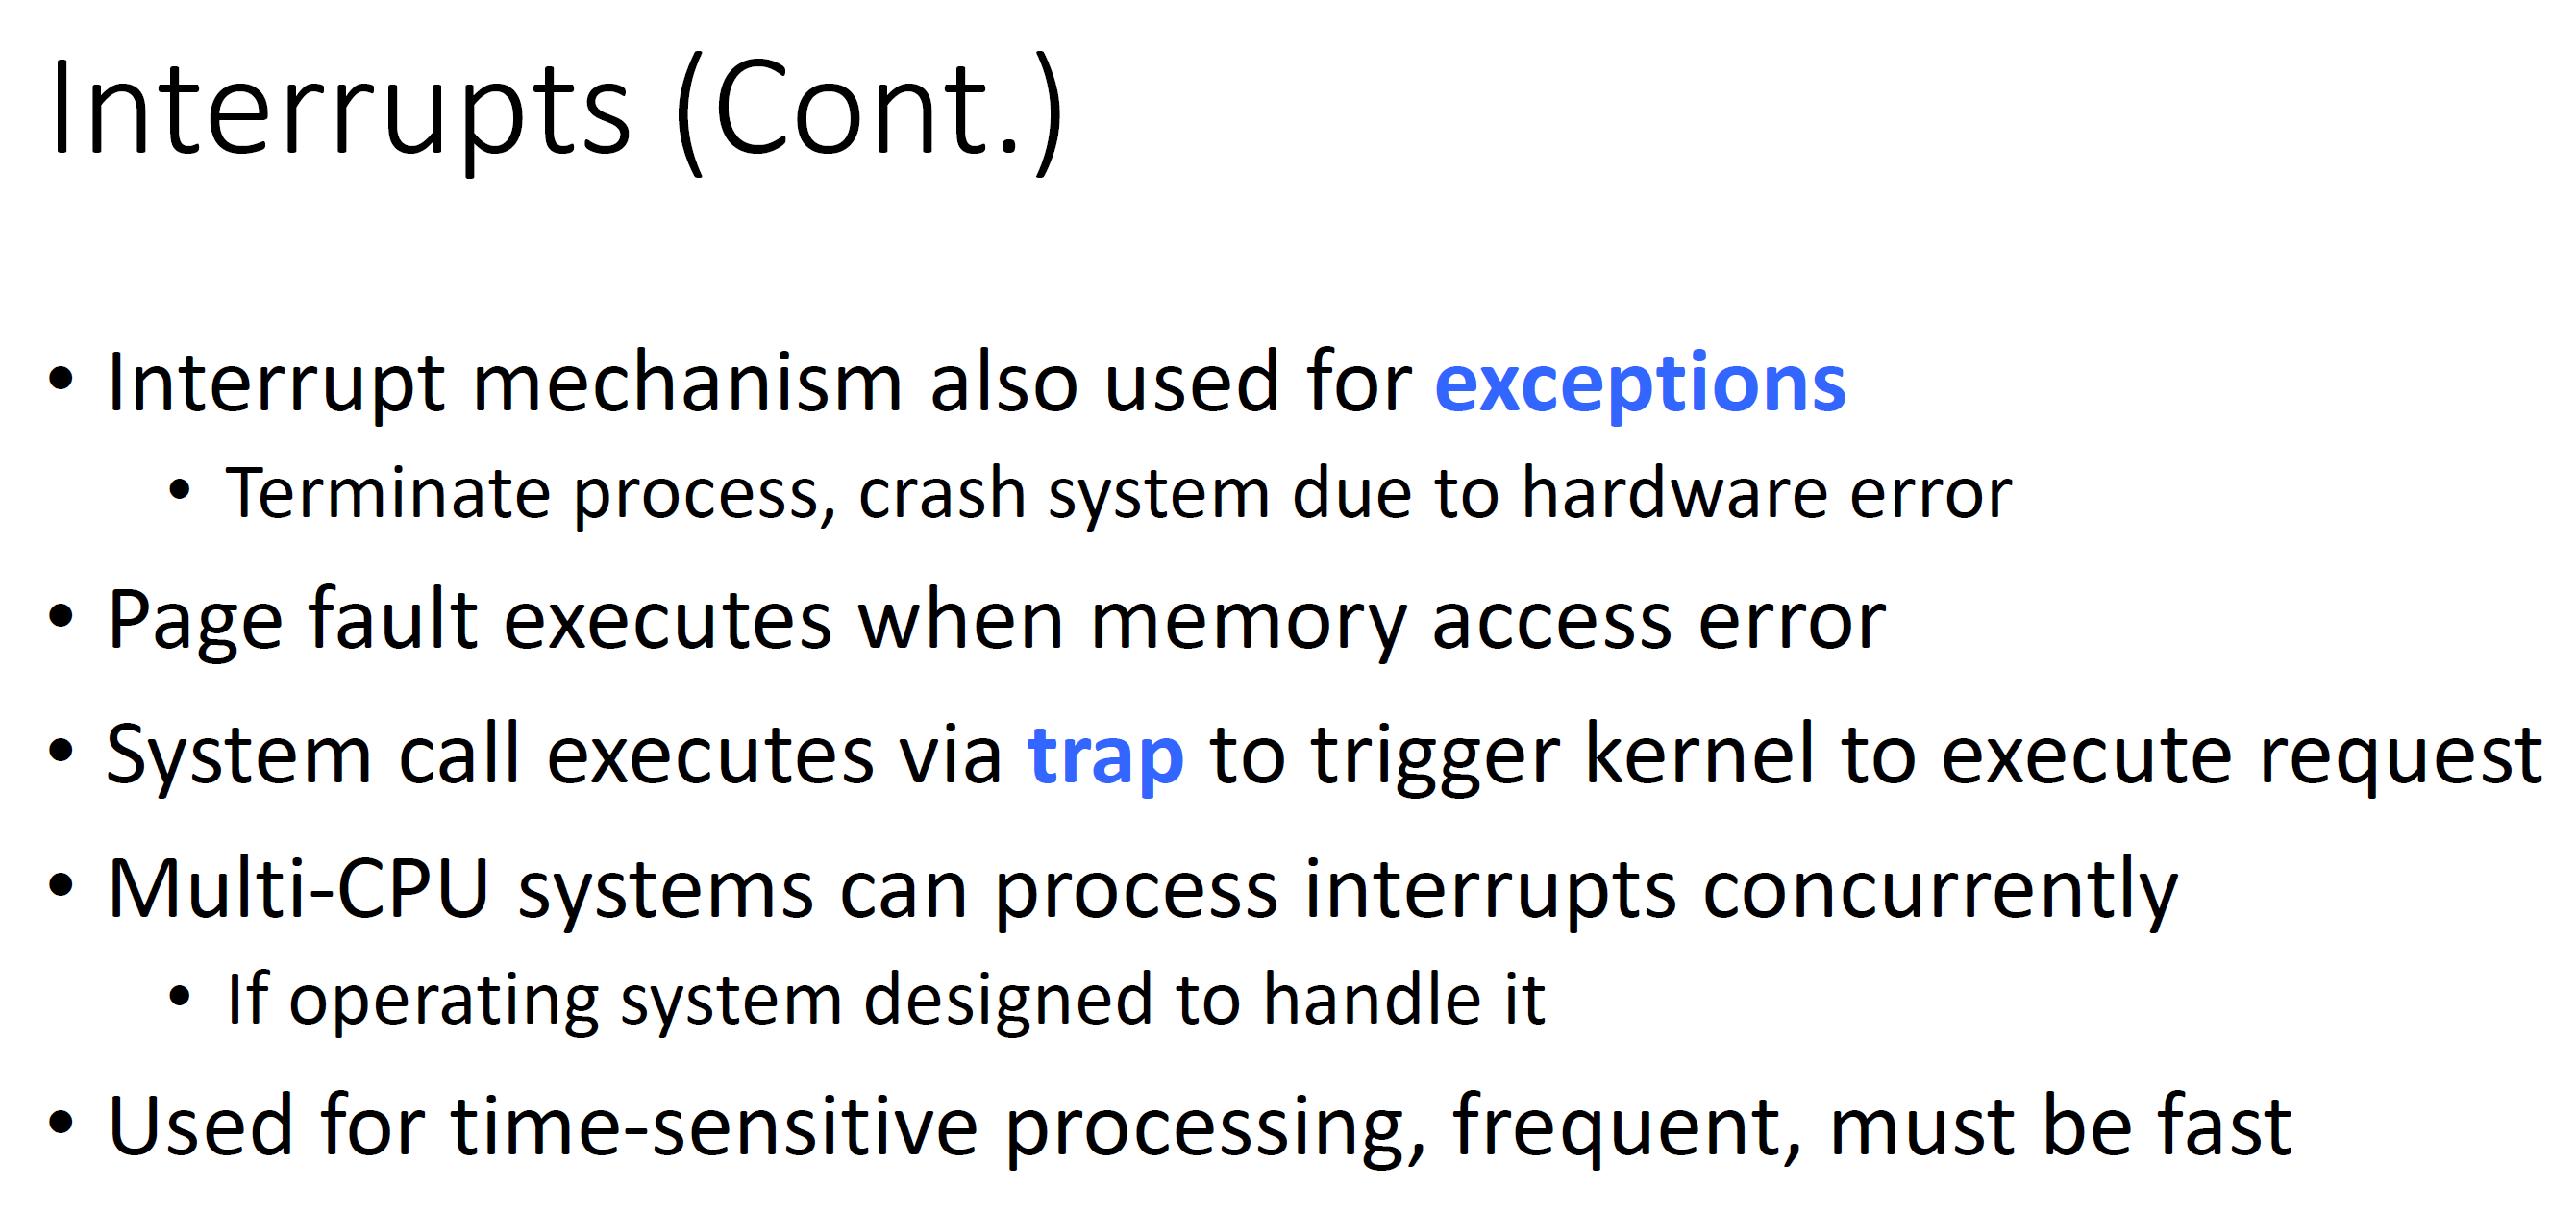 Interrupts (Cont.)
• Interrupt mechanism also used for exceptions
• Terminate process, crash system due to hardware error
• Page fault executes when memory access error
• System call executes via trap to trigger kernel to execute request
• Multi-CPU systems can process interrupts concurrently
• If operating system designed to handle it
• Used for time-sensitive processing, frequent, must be fast